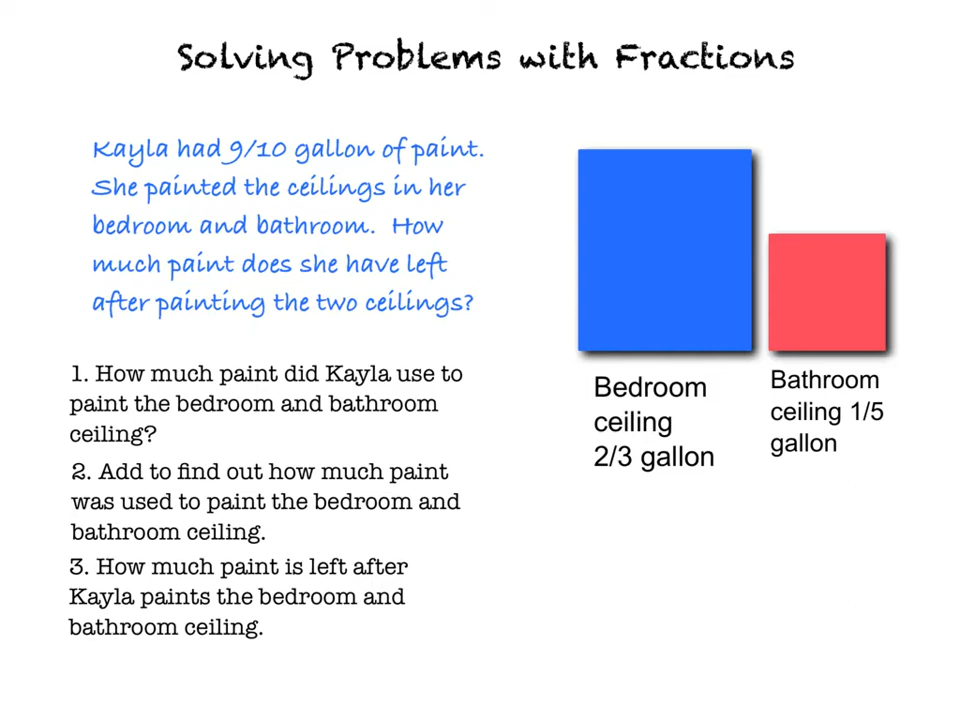 Solving Problems with Fractions
Kayla had 9/10 gallon of paint.
She painted the ceilings in her
bedroom and bathroom. How
much paint does she have left
after painting the two ceilings?
1. How much paint did Kayla use to
paint the bedroom and bathroom
ceiling?
2. Add to find out how much paint
was used to paint the bedroom and
bathroom ceiling.
3. How much paint is left after
Kayla paints the bedroom and
bathroom ceiling.
Bedroom
ceiling
2/3 gallon
Bathroom
ceiling 1/5
gallon